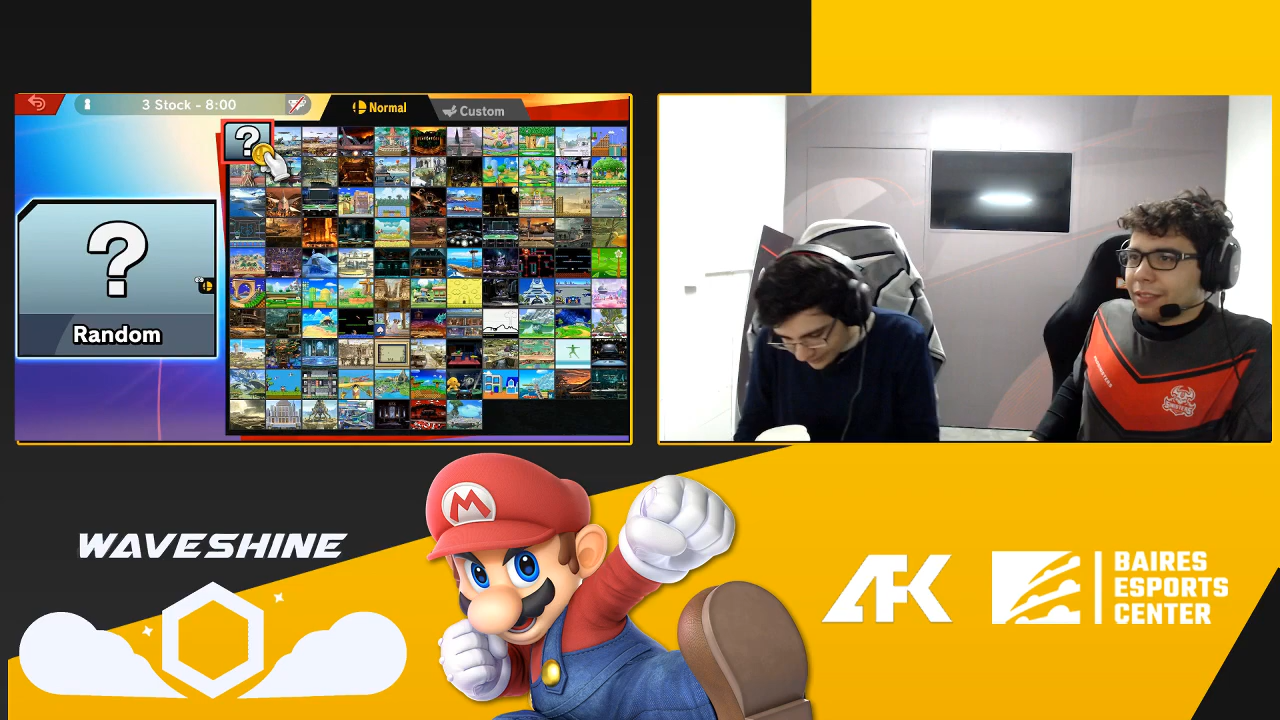 3 Stock - 8:00
Normal
Custom
?
?
Random
WAVESHINE
M
AFK
BAIRES
ESPORTS
CENTER